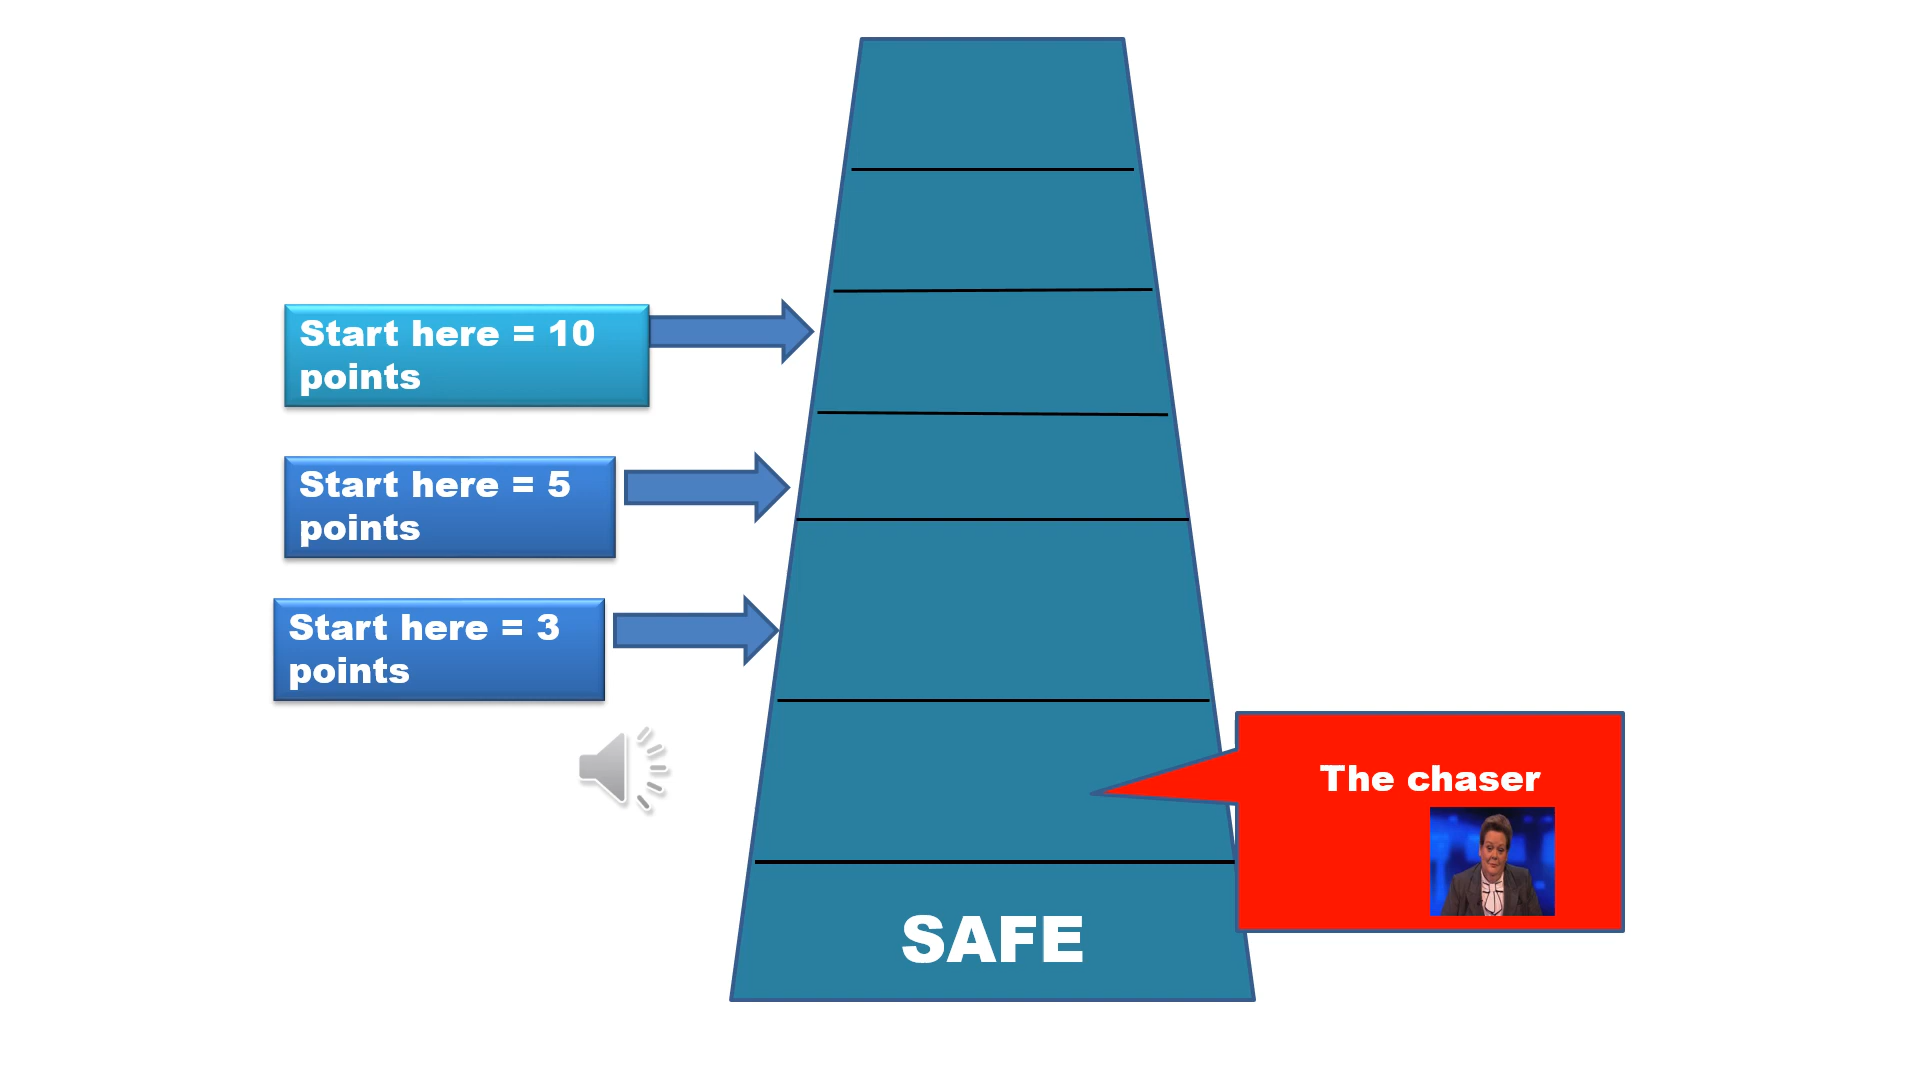 Start here = 10
points
Start here = 5
points
Start here = 3
points
The chaser
SAFE